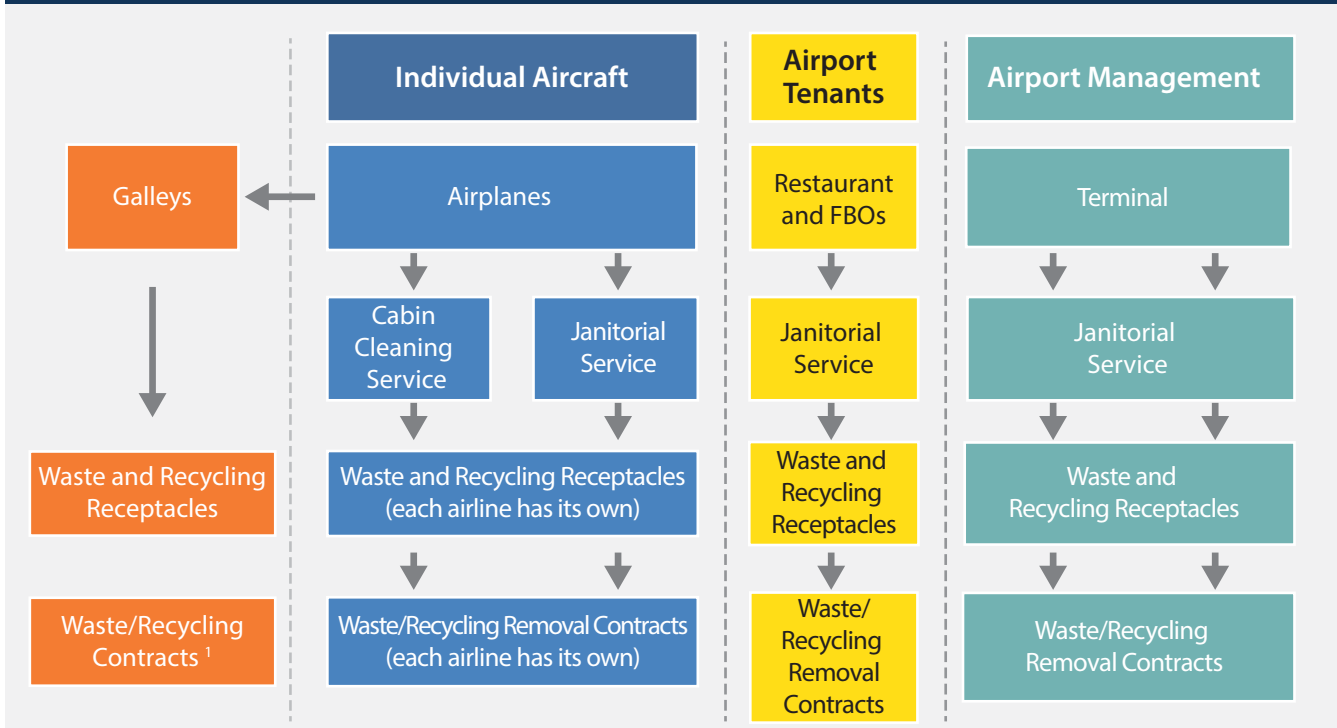 Individual Aircraft
Airport
Tenants
Airport Management
Galleys
Airplanes
Restaurant
and FBOs
Terminal
Cabin
Cleaning
Service
Janitorial
Service
Janitorial
Service
Janitorial
Service
Waste and Recycling
Receptacles
Waste and Recycling Receptacles
(each airline has its own)
Waste and
Recycling
Receptacles
Waste and
Recycling Receptacles
Waste/Recycling
Contracts 1
Waste/Recycling Removal Contracts
(each airline has its own)
Waste/
Recycling
Removal
Contracts
Waste/Recycling
Removal Contracts